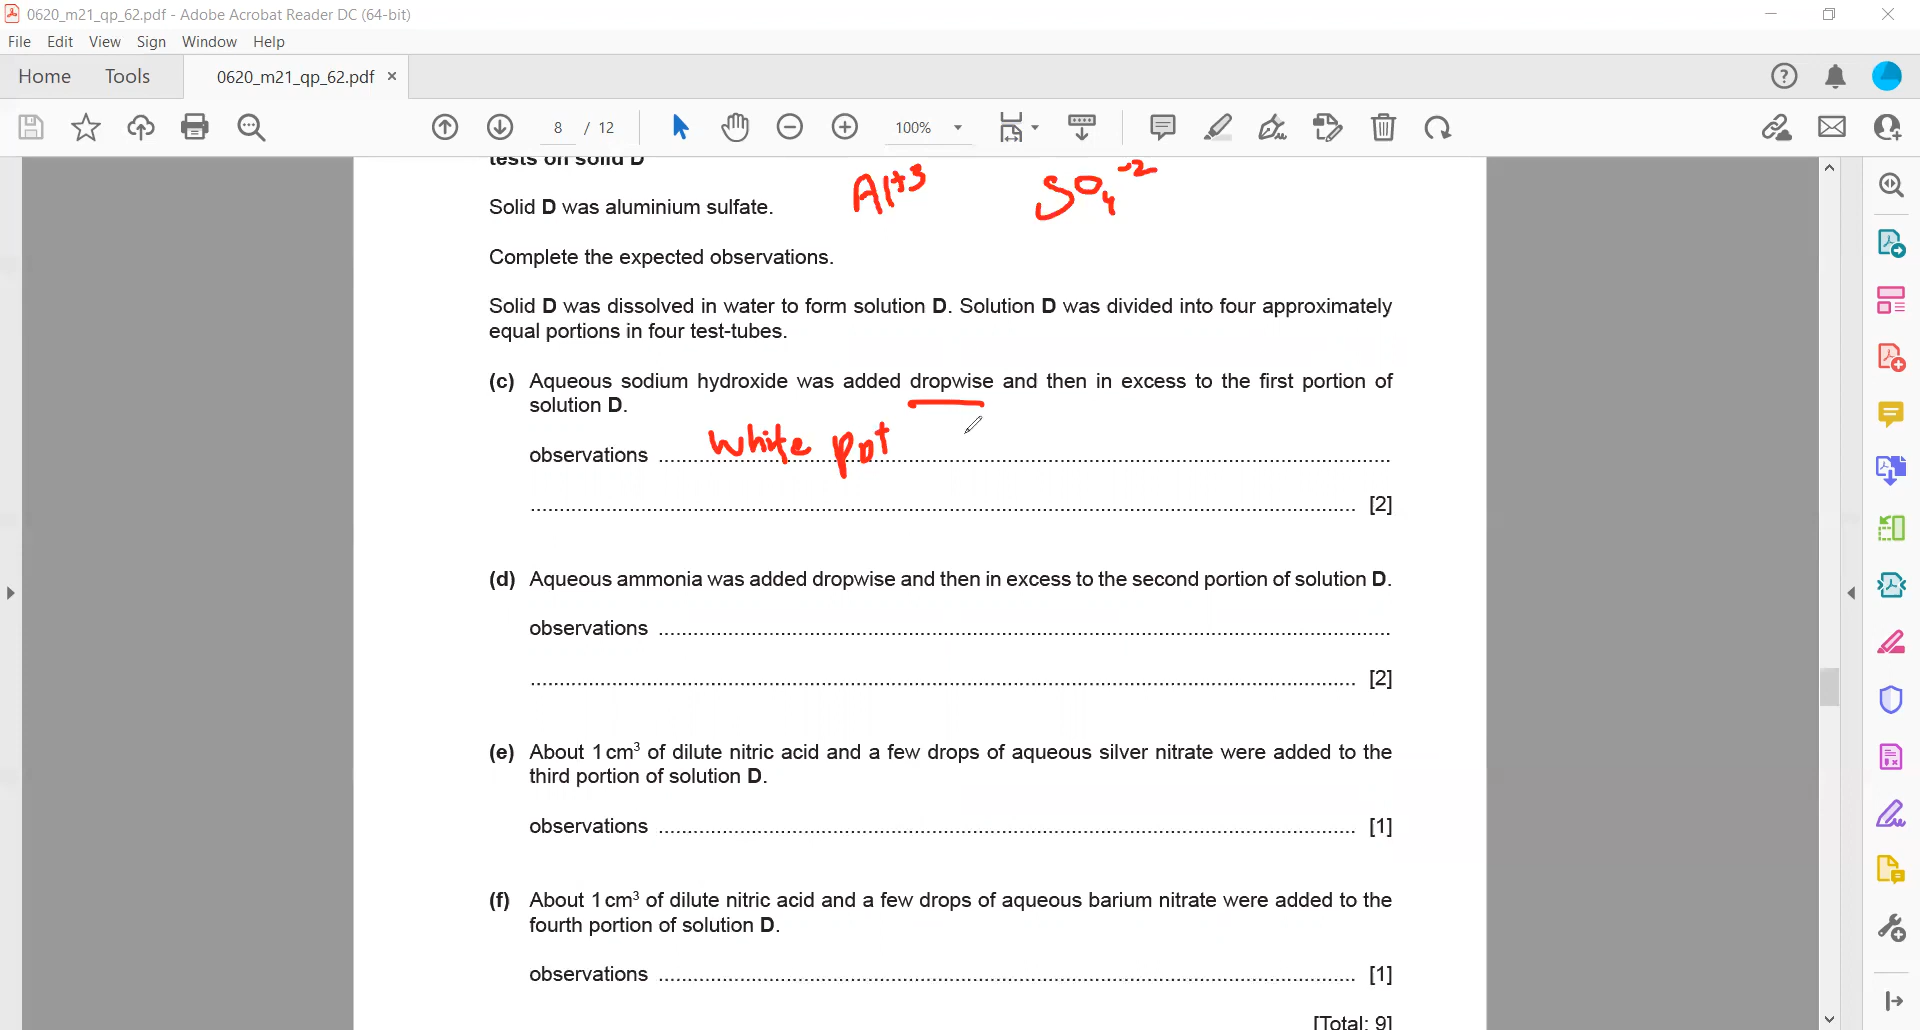 0620_m21_qp_62.pdf - Adobe Acrobat Reader DC (64-bit)
File Edit View Sign Window Help
Home Tools 0620_m21_qp_62.pdf ×
8 / 12 100%
tests on solid D
Al+3 SO4-2
Solid D was aluminium sulfate.
Complete the expected observations.
Solid D was dissolved in water to form solution D. Solution D was divided into four approximately
equal portions in four test-tubes.
(c) Aqueous sodium hydroxide was added dropwise and then in excess to the first portion of
solution D.
white ppt
observations ........................................................................................................................
........................................................................................................................ [2]
(d) Aqueous ammonia was added dropwise and then in excess to the second portion of solution D.
observations ........................................................................................................................
........................................................................................................................ [2]
(e) About 1 cm³ of dilute nitric acid and a few drops of aqueous silver nitrate were added to the
third portion of solution D.
observations .................................................................................................................. [1]
(f) About 1 cm³ of dilute nitric acid and a few drops of aqueous barium nitrate were added to the
fourth portion of solution D.
observations .................................................................................................................. [1]
[Total: 9]